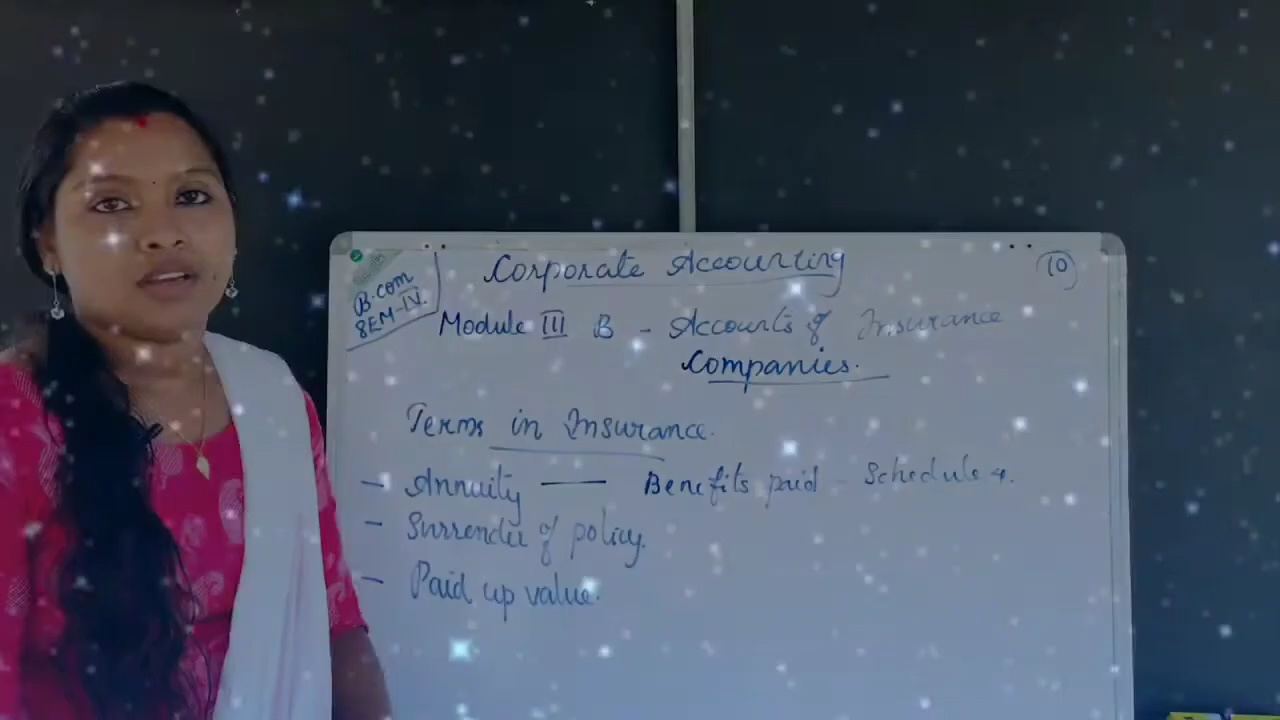 B.com
SEM-IV.
Corporate Accounting
10
Module III B - Accounts of Insurance
Companies.
Terms in Insurance.
- Annuity — Benefits paid - Schedule 4.
- Surrender of policy.
- Paid up value.